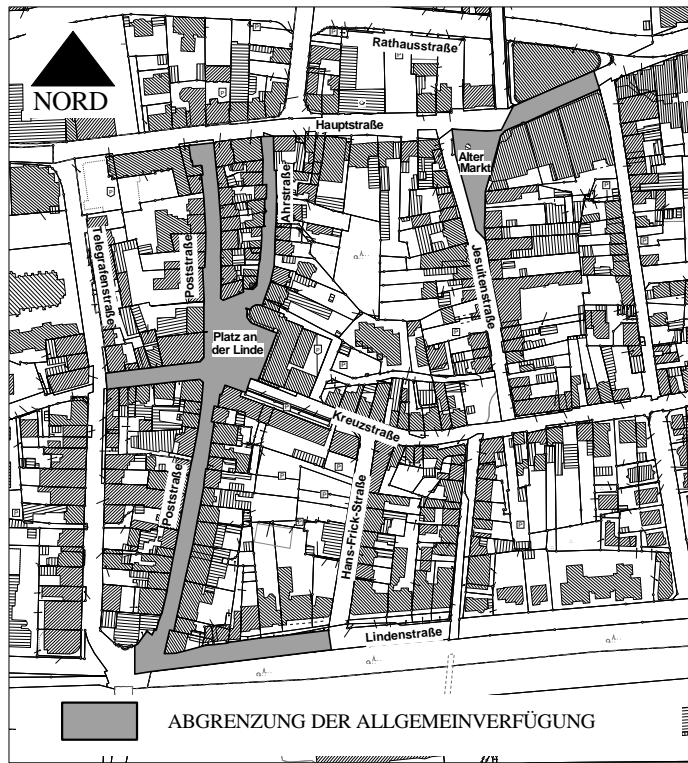 Rathausstraße
NORD
Hauptstraße
Alter
Markt
Ahrstraße
Poststraße
Telegrafenstraße
Jesuitenstraße
Platz an
der Linde
Kreuzstraße
Poststraße
Hans-Frick-Straße
Lindenstraße
ABGRENZUNG DER ALLGEMEINVERFÜGUNG